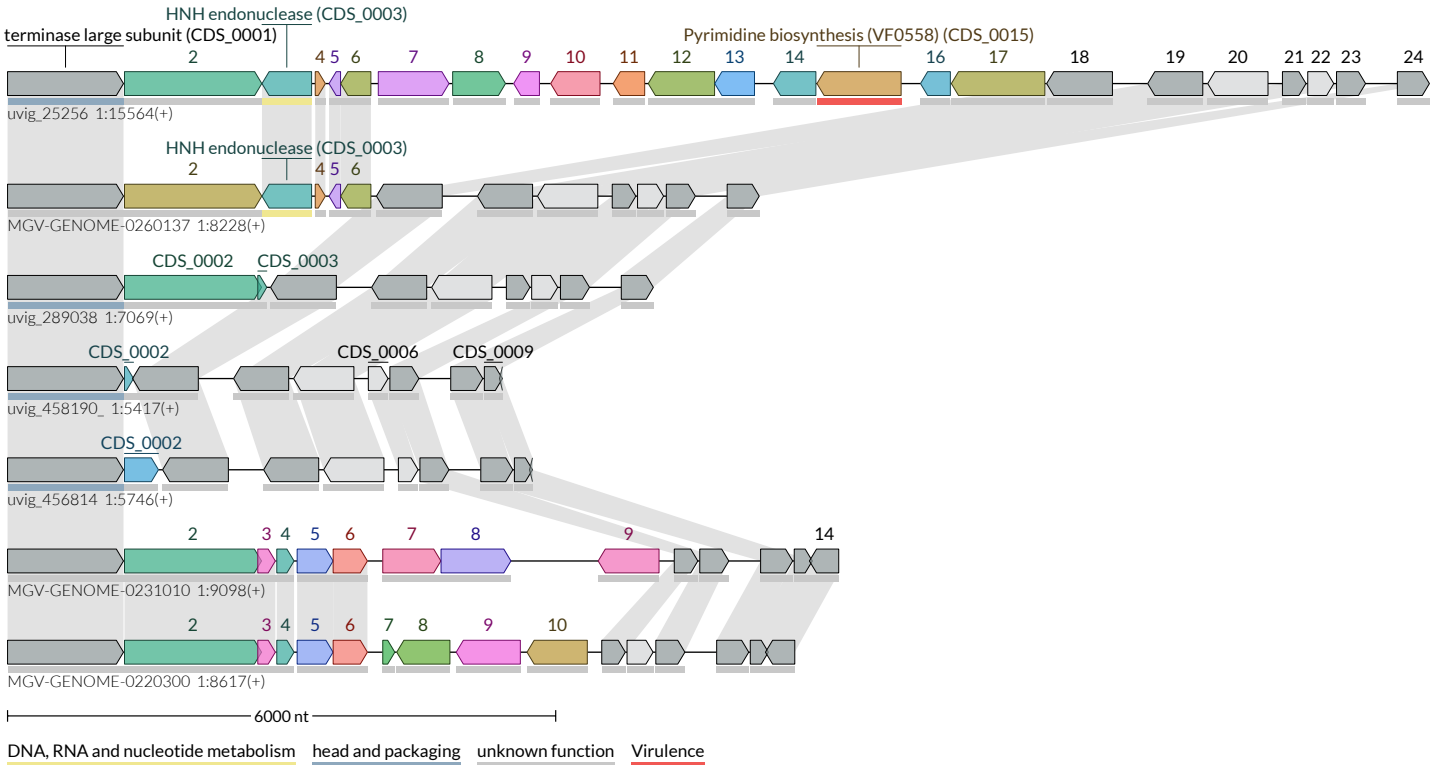 HNH endonuclease (CDS_0003)
terminase large subunit (CDS_0001)
Pyrimidine biosynthesis (VF0558) (CDS_0015)
2 4 5 6 7 8 9 10 11 12 13 14 16 17 18 19 20 21 22 23 24
uvig_25256 1:15564(+)
HNH endonuclease (CDS_0003)
2 4 5 6
MGV-GENOME-0260137 1:8228(+)
CDS_0002 CDS_0003
uvig_289038 1:7069(+)
CDS_0002 CDS_0006 CDS_0009
uvig_458190_ 1:5417(+)
CDS_0002
uvig_456814 1:5746(+)
2 3 4 5 6 7 8 9 14
MGV-GENOME-0231010 1:9098(+)
2 3 4 5 6 7 8 9 10
MGV-GENOME-0220300 1:8617(+)
6000 nt
DNA, RNA and nucleotide metabolism head and packaging unknown function Virulence